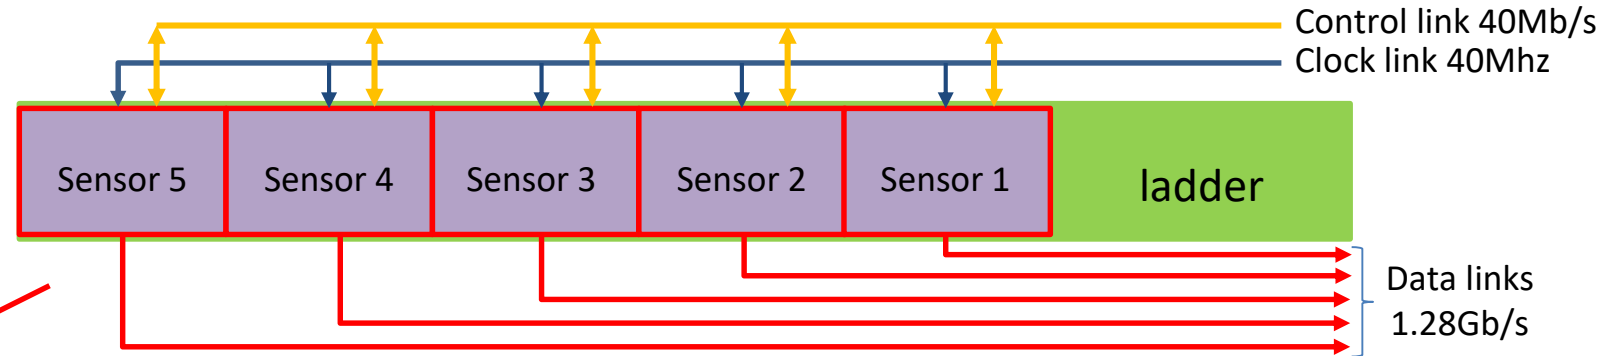 Control link 40Mb/s
Clock link 40Mhz
Sensor 5
Sensor 4
Sensor 3
Sensor 2
Sensor 1
ladder
Data links
1.28Gb/s